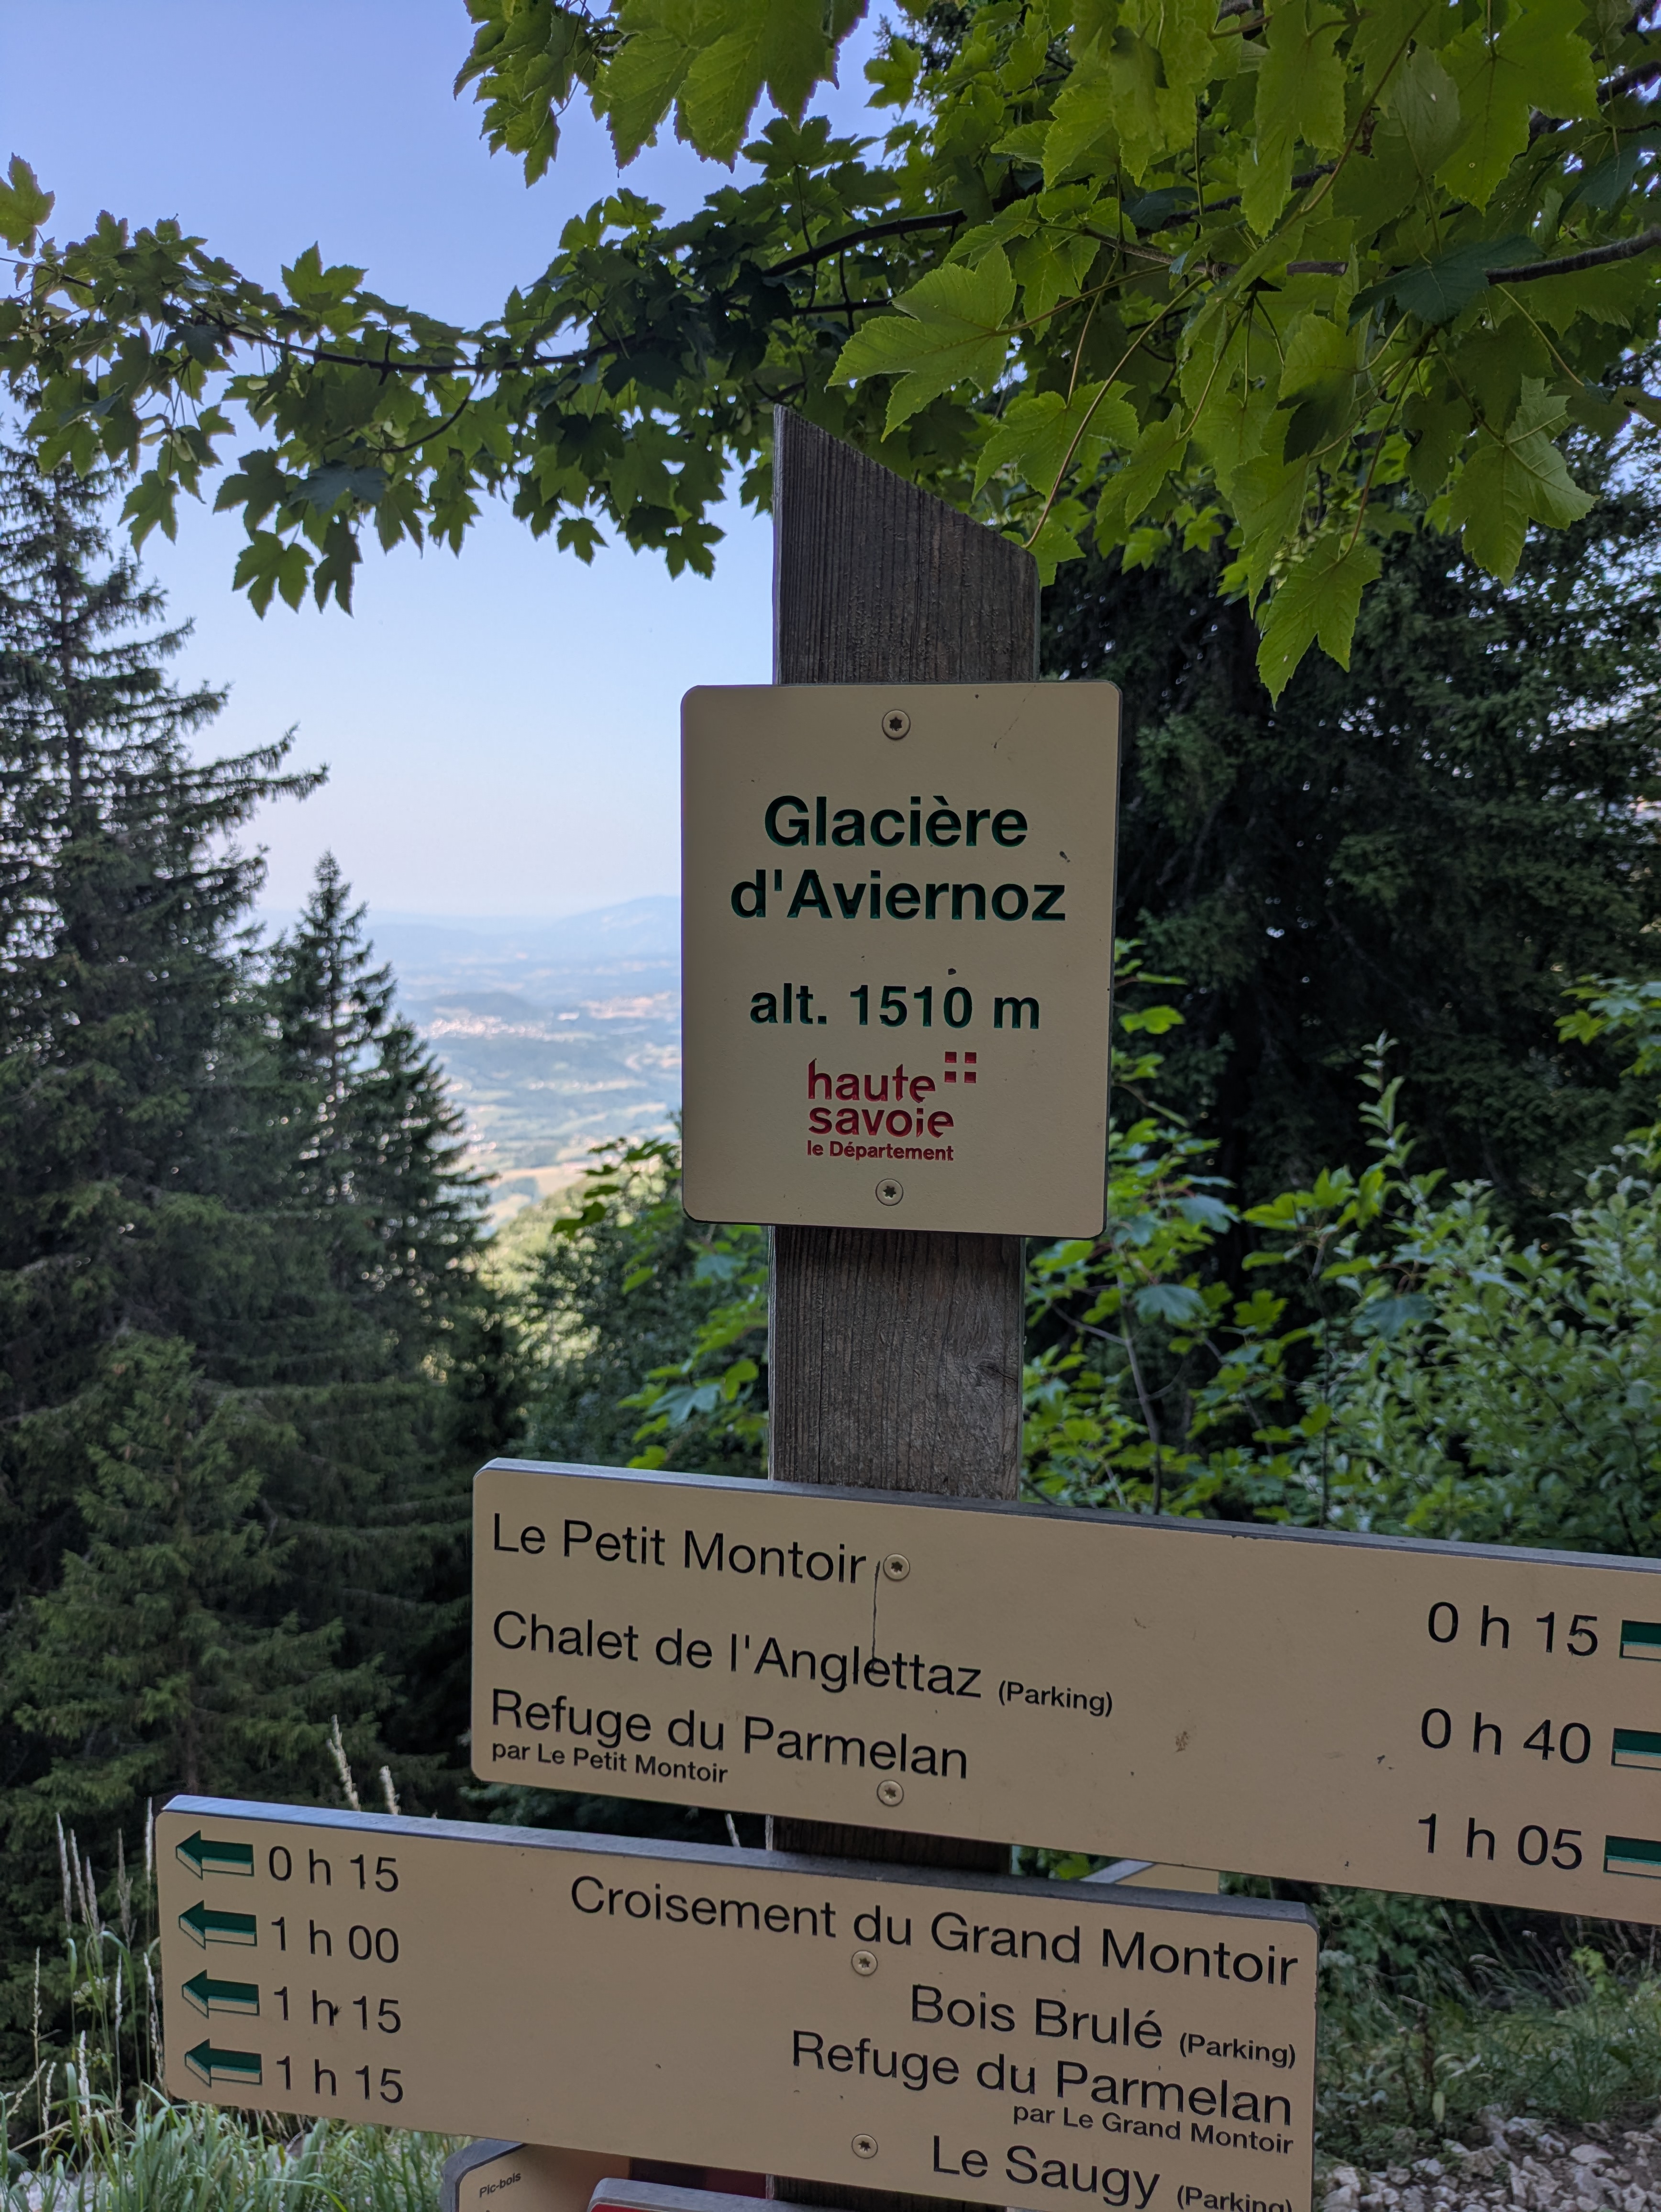 Glacière
d'Aviernoz
alt. 1510 m
haute
savoie
le Département
Le Petit Montoir 0 h 15
Chalet de l'Anglettaz (Parking) 0 h 40
Refuge du Parmelan 1 h 05
par Le Petit Montoir
0 h 15 Croisement du Grand Montoir
1 h 00 Bois Brulé (Parking)
1 h 15 Refuge du Parmelan
par Le Grand Montoir
1 h 15 Le Saugy (Parking)
Pic-bois